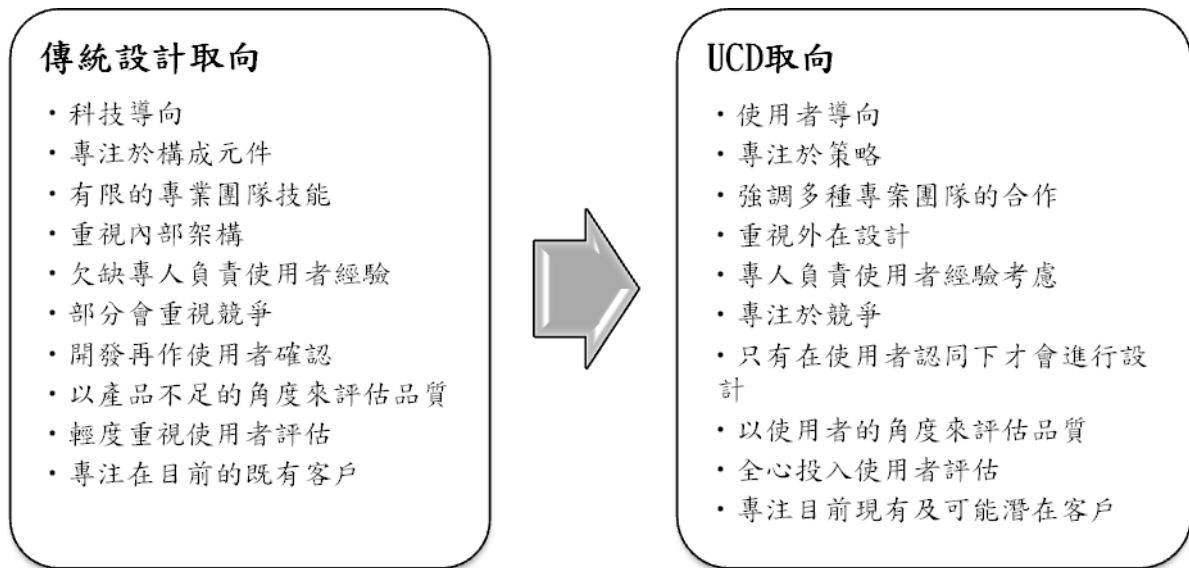 傳統設計取向
・科技導向
・專注於構成元件
・有限的專業團隊技能
・重視內部架構
・欠缺專人負責使用者經驗
・部分會重視競爭
・開發再作使用者確認
・以產品不足的角度來評估品質
・輕度重視使用者評估
・專注在目前的既有客戶
UCD取向
・使用者導向
・專注於策略
・強調多種專案團隊的合作
・重視外在設計
・專人負責使用者經驗考慮
・專注於競爭
・只有在使用者認同下才會進行設
計
・以使用者的角度來評估品質
・全心投入使用者評估
・專注目前現有及可能潛在客戶